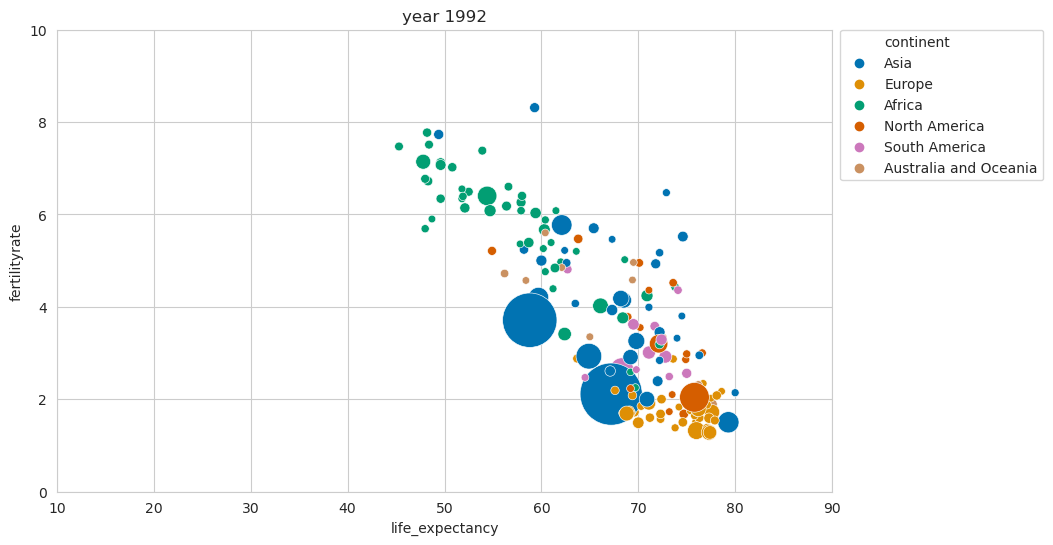 year 1992
continent
Asia
Europe
Africa
North America
South America
Australia and Oceania
fertilityrate
10
8
6
4
2
0
10 20 30 40 50 60 70 80 90
life_expectancy